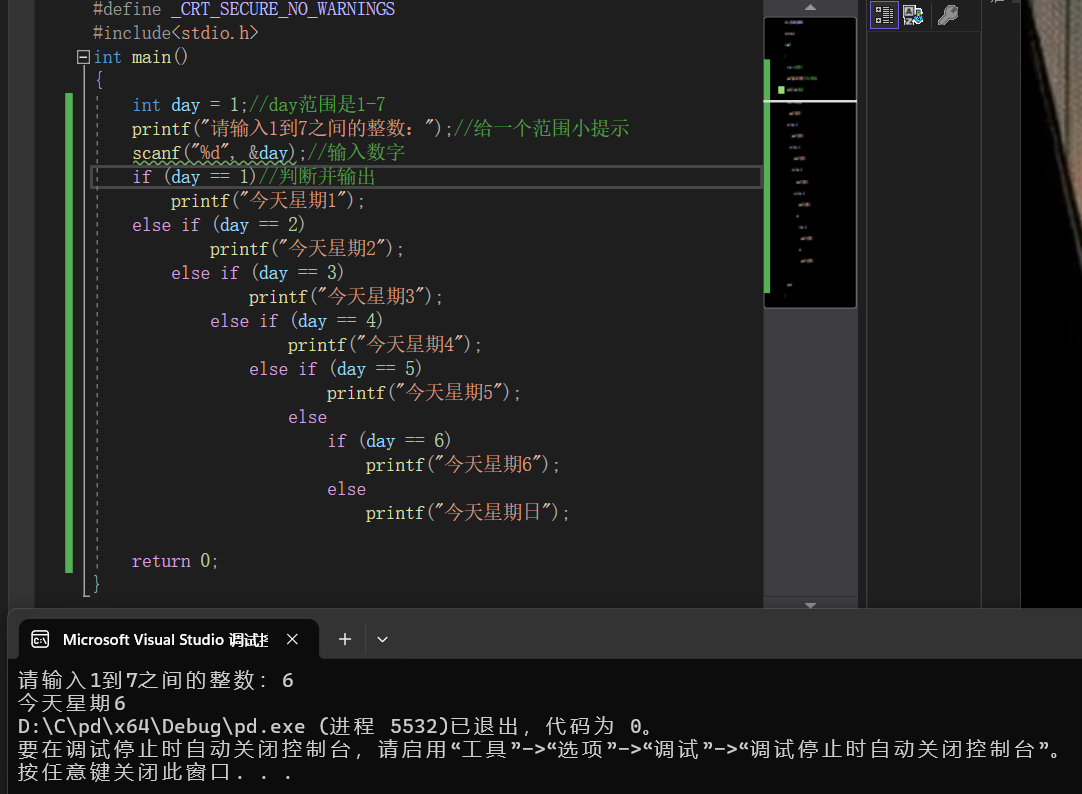 #define _CRT_SECURE_NO_WARNINGS
#include<stdio.h>
int main()
{
    int day = 1;//day范围是1-7
    printf("请输入1到7之间的整数：");//给一个范围小提示
    scanf("%d", &day);//输入数字
    if (day == 1)//判断并输出
        printf("今天星期1");
    else if (day == 2)
            printf("今天星期2");
        else if (day == 3)
                printf("今天星期3");
            else if (day == 4)
                    printf("今天星期4");
                else if (day == 5)
                        printf("今天星期5");
                    else
                        if (day == 6)
                            printf("今天星期6");
                        else
                            printf("今天星期日");
    return 0;
}
Microsoft Visual Studio 调试
请输入1到7之间的整数：6
今天星期6
D:\C\pd\x64\Debug\pd.exe (进程 5532)已退出，代码为 0。
要在调试停止时自动关闭控制台，请启用“工具”->“选项”->“调试”->“调试停止时自动关闭控制台”。
按任意键关闭此窗口. . .